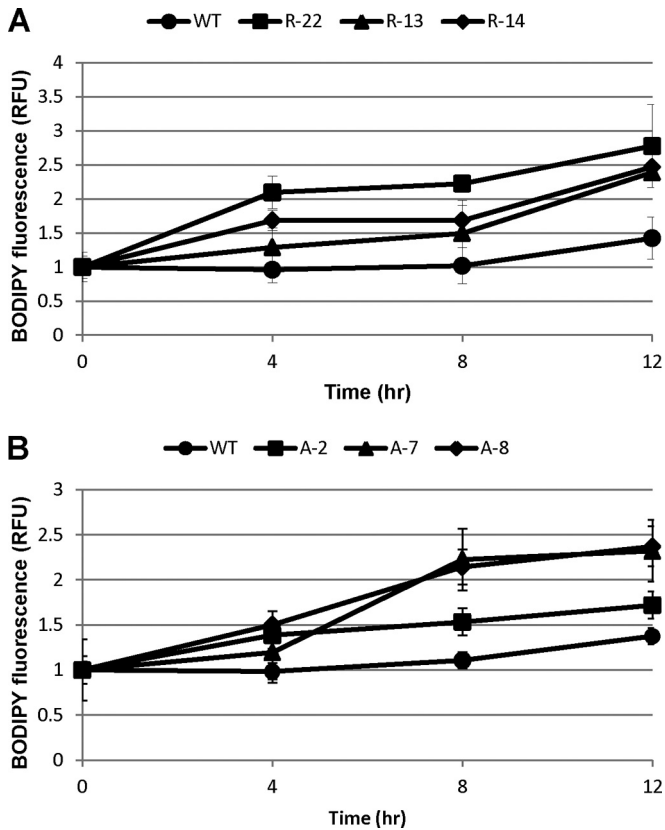 A
WT R-22 R-13 R-14
BODIPY fluorescence (RFU)
4
3.5
3
2.5
2
1.5
1
0.5
0
0 4 8 12
Time (hr)
B
WT A-2 A-7 A-8
BODIPY fluorescence (RFU)
3
2.5
2
1.5
1
0.5
0
0 4 8 12
Time (hr)